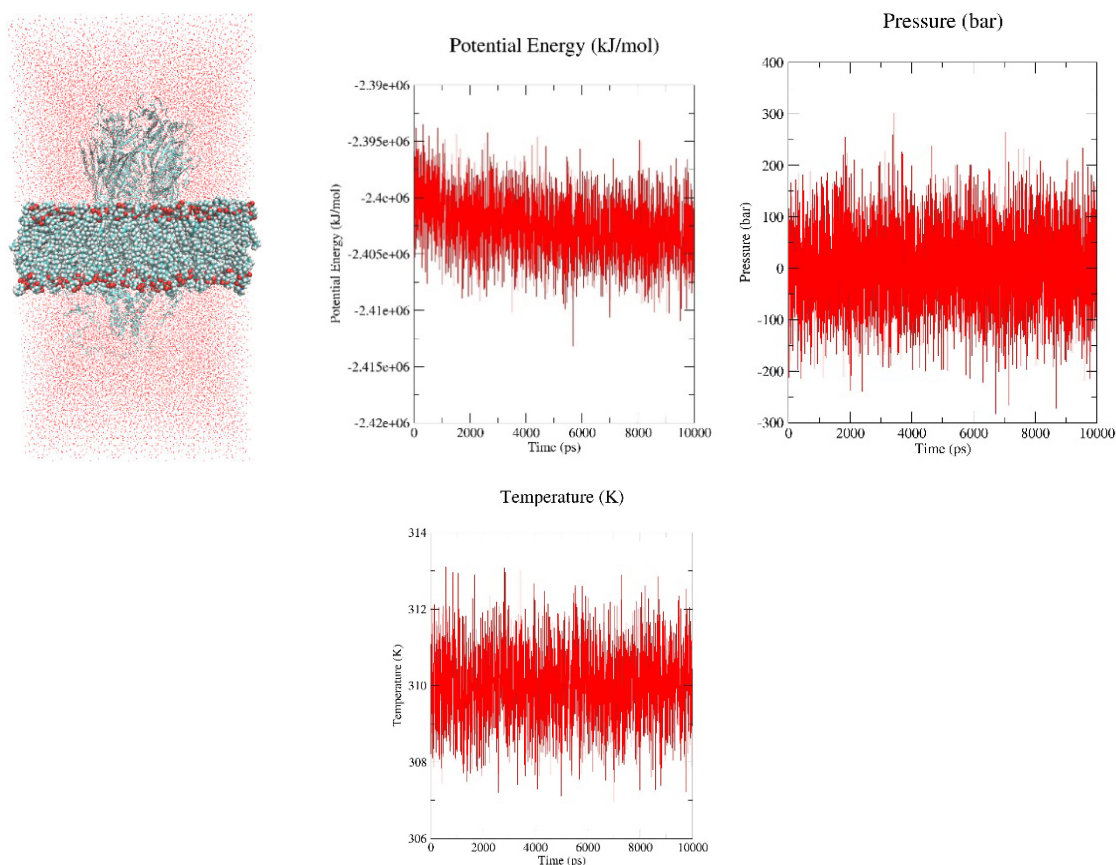 Potential Energy (kJ/mol)
-2.39e+06
-2.395e+06
-2.4e+06
-2.405e+06
-2.41e+06
-2.415e+06
-2.42e+06
Potential Energy (kJ/mol)
0 2000 4000 6000 8000 10000
Time (ps)
Pressure (bar)
400
300
200
100
0
-100
-200
-300
Pressure (bar)
0 2000 4000 6000 8000 10000
Time (ps)
Temperature (K)
314
312
310
308
306
Temperature (K)
0 2000 4000 6000 8000 10000
Time (ps)